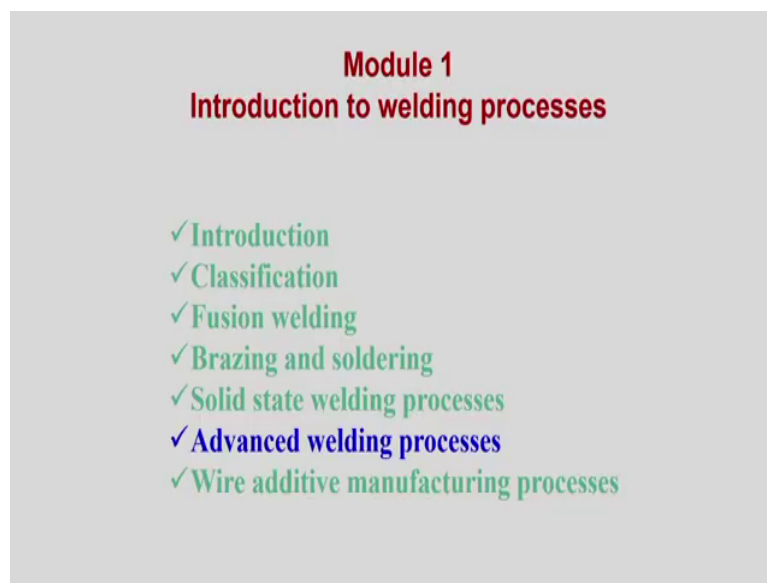 Module 1
Introduction to welding processes
✓Introduction
✓Classification
✓Fusion welding
✓Brazing and soldering
✓Solid state welding processes
✓Advanced welding processes
✓Wire additive manufacturing processes